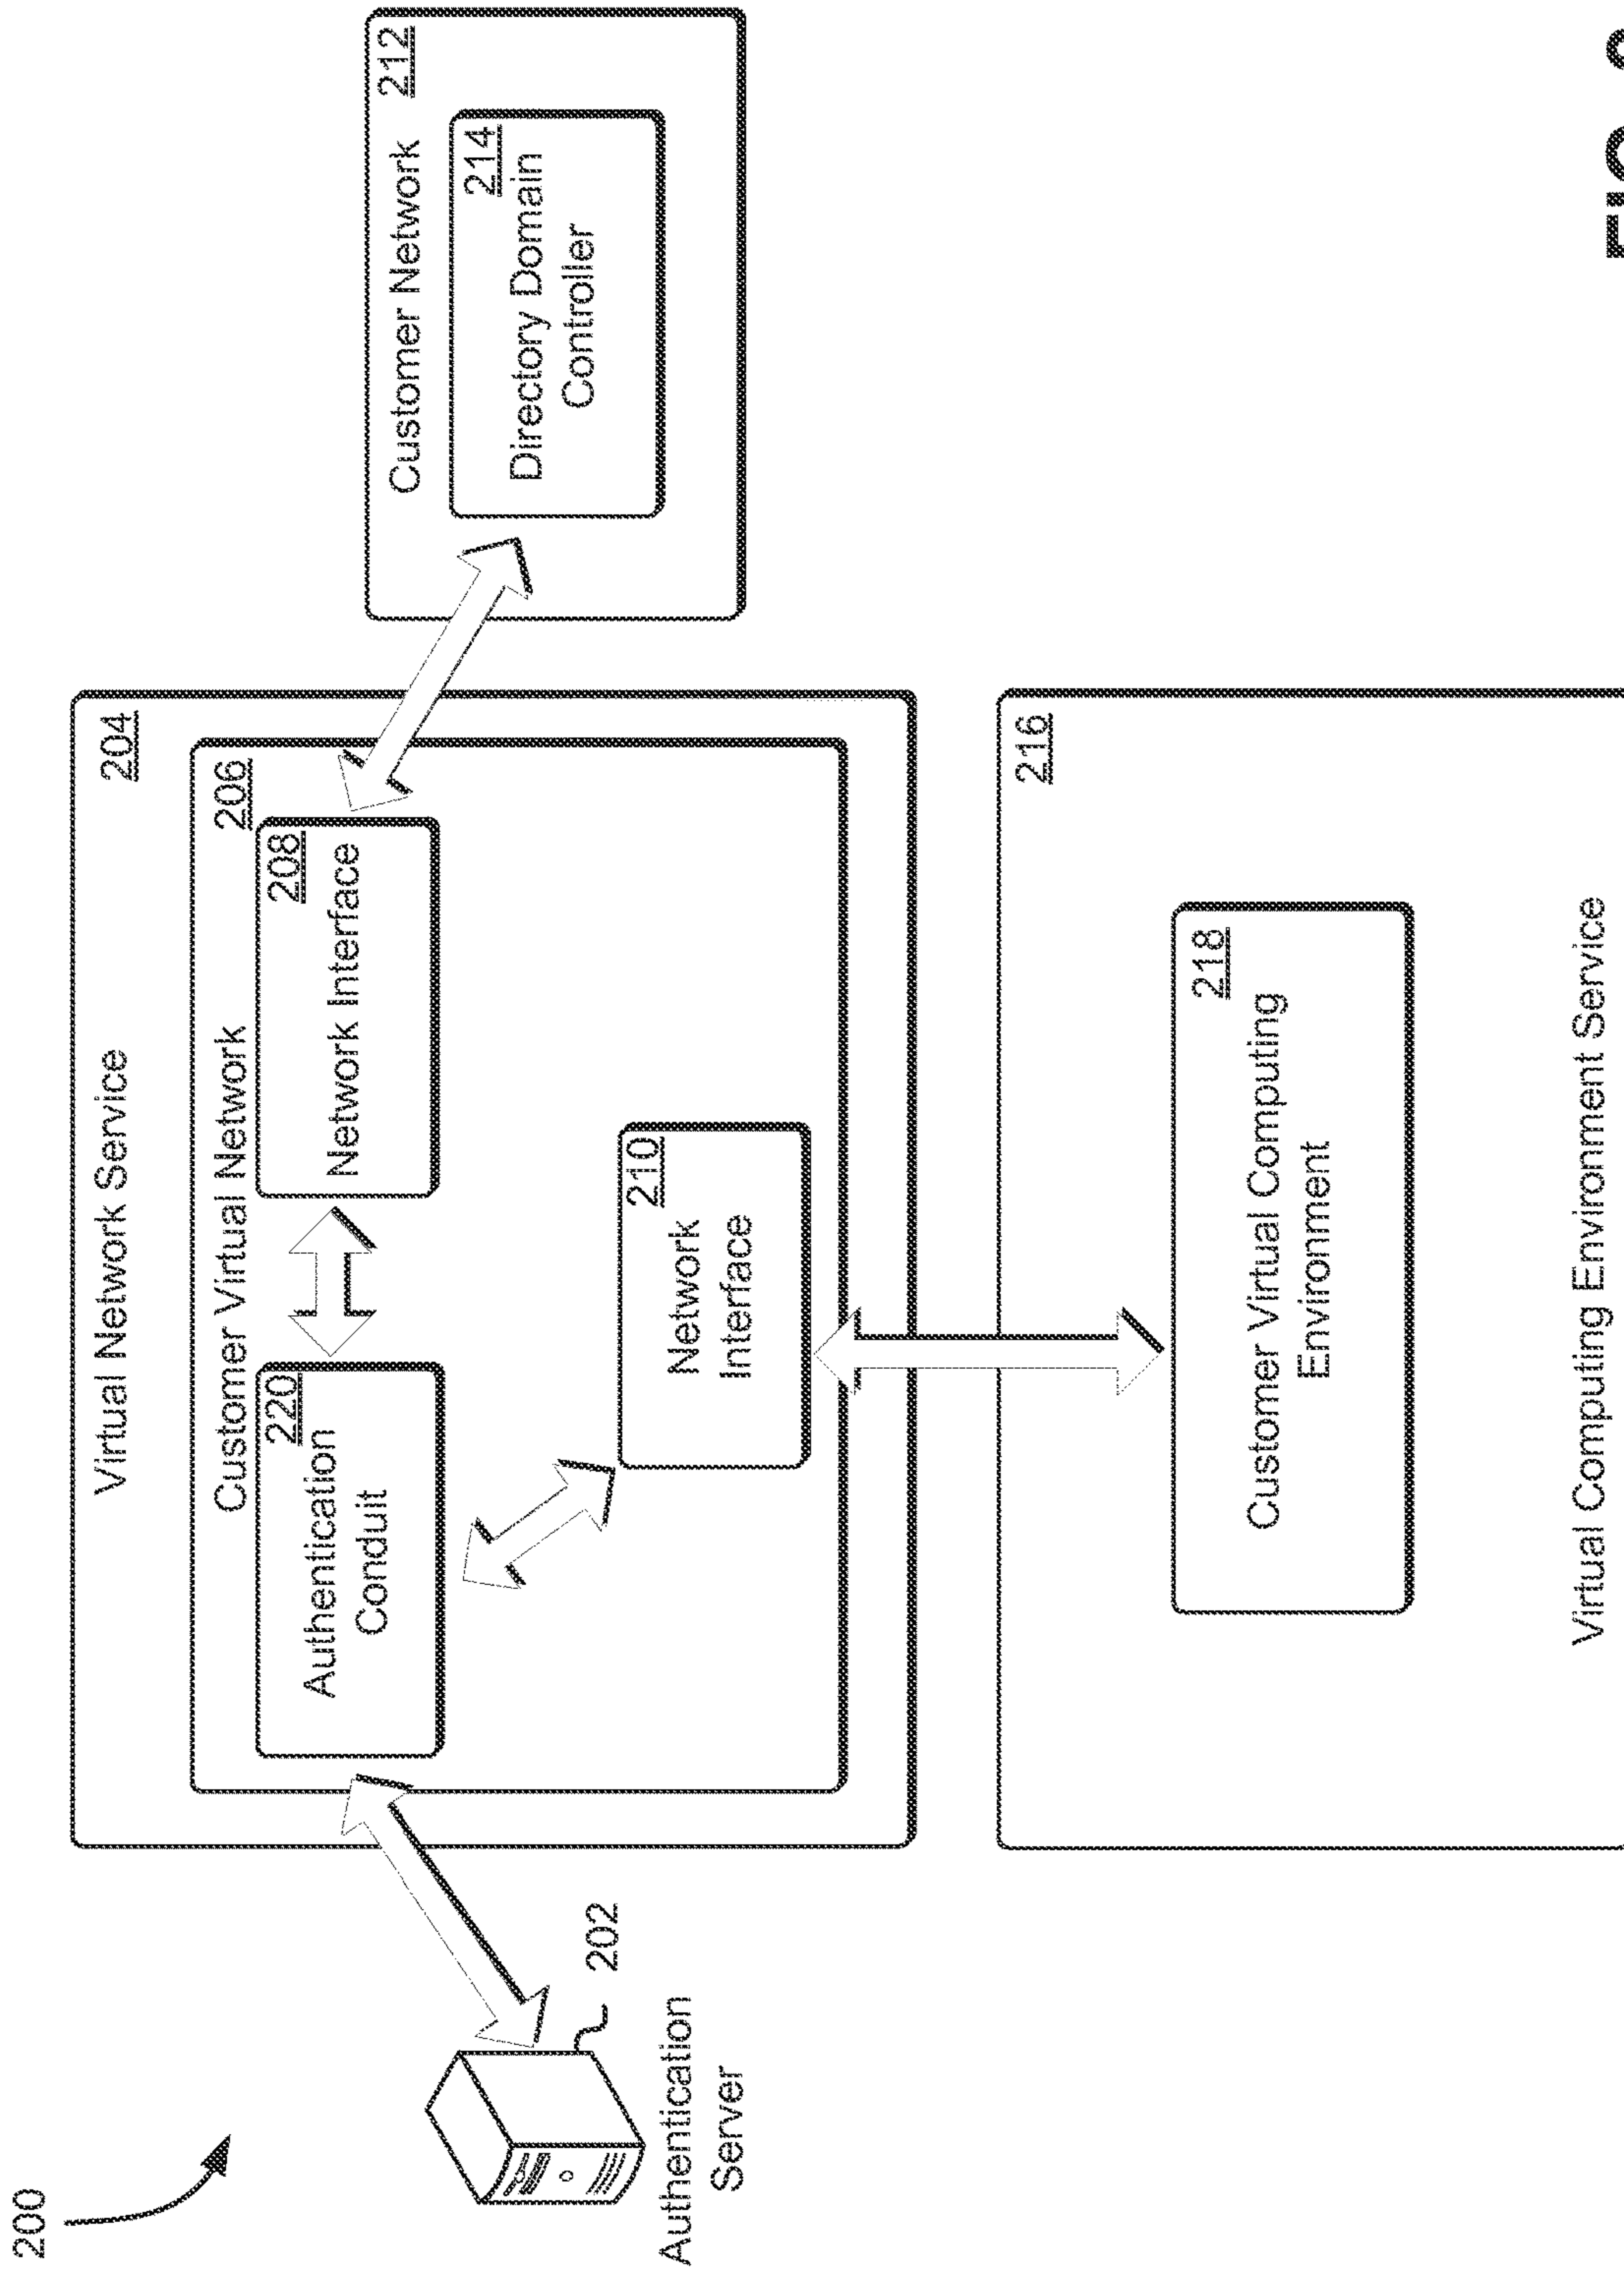 200
Virtual Network Service
204
Customer Virtual Network
206
220
Authentication
Conduit
208
Network Interface
210
Network
Interface
Customer Network
212
214
Directory Domain
Controller
202
Authentication
Server
216
218
Customer Virtual Computing
Environment
Virtual Computing Environment Service